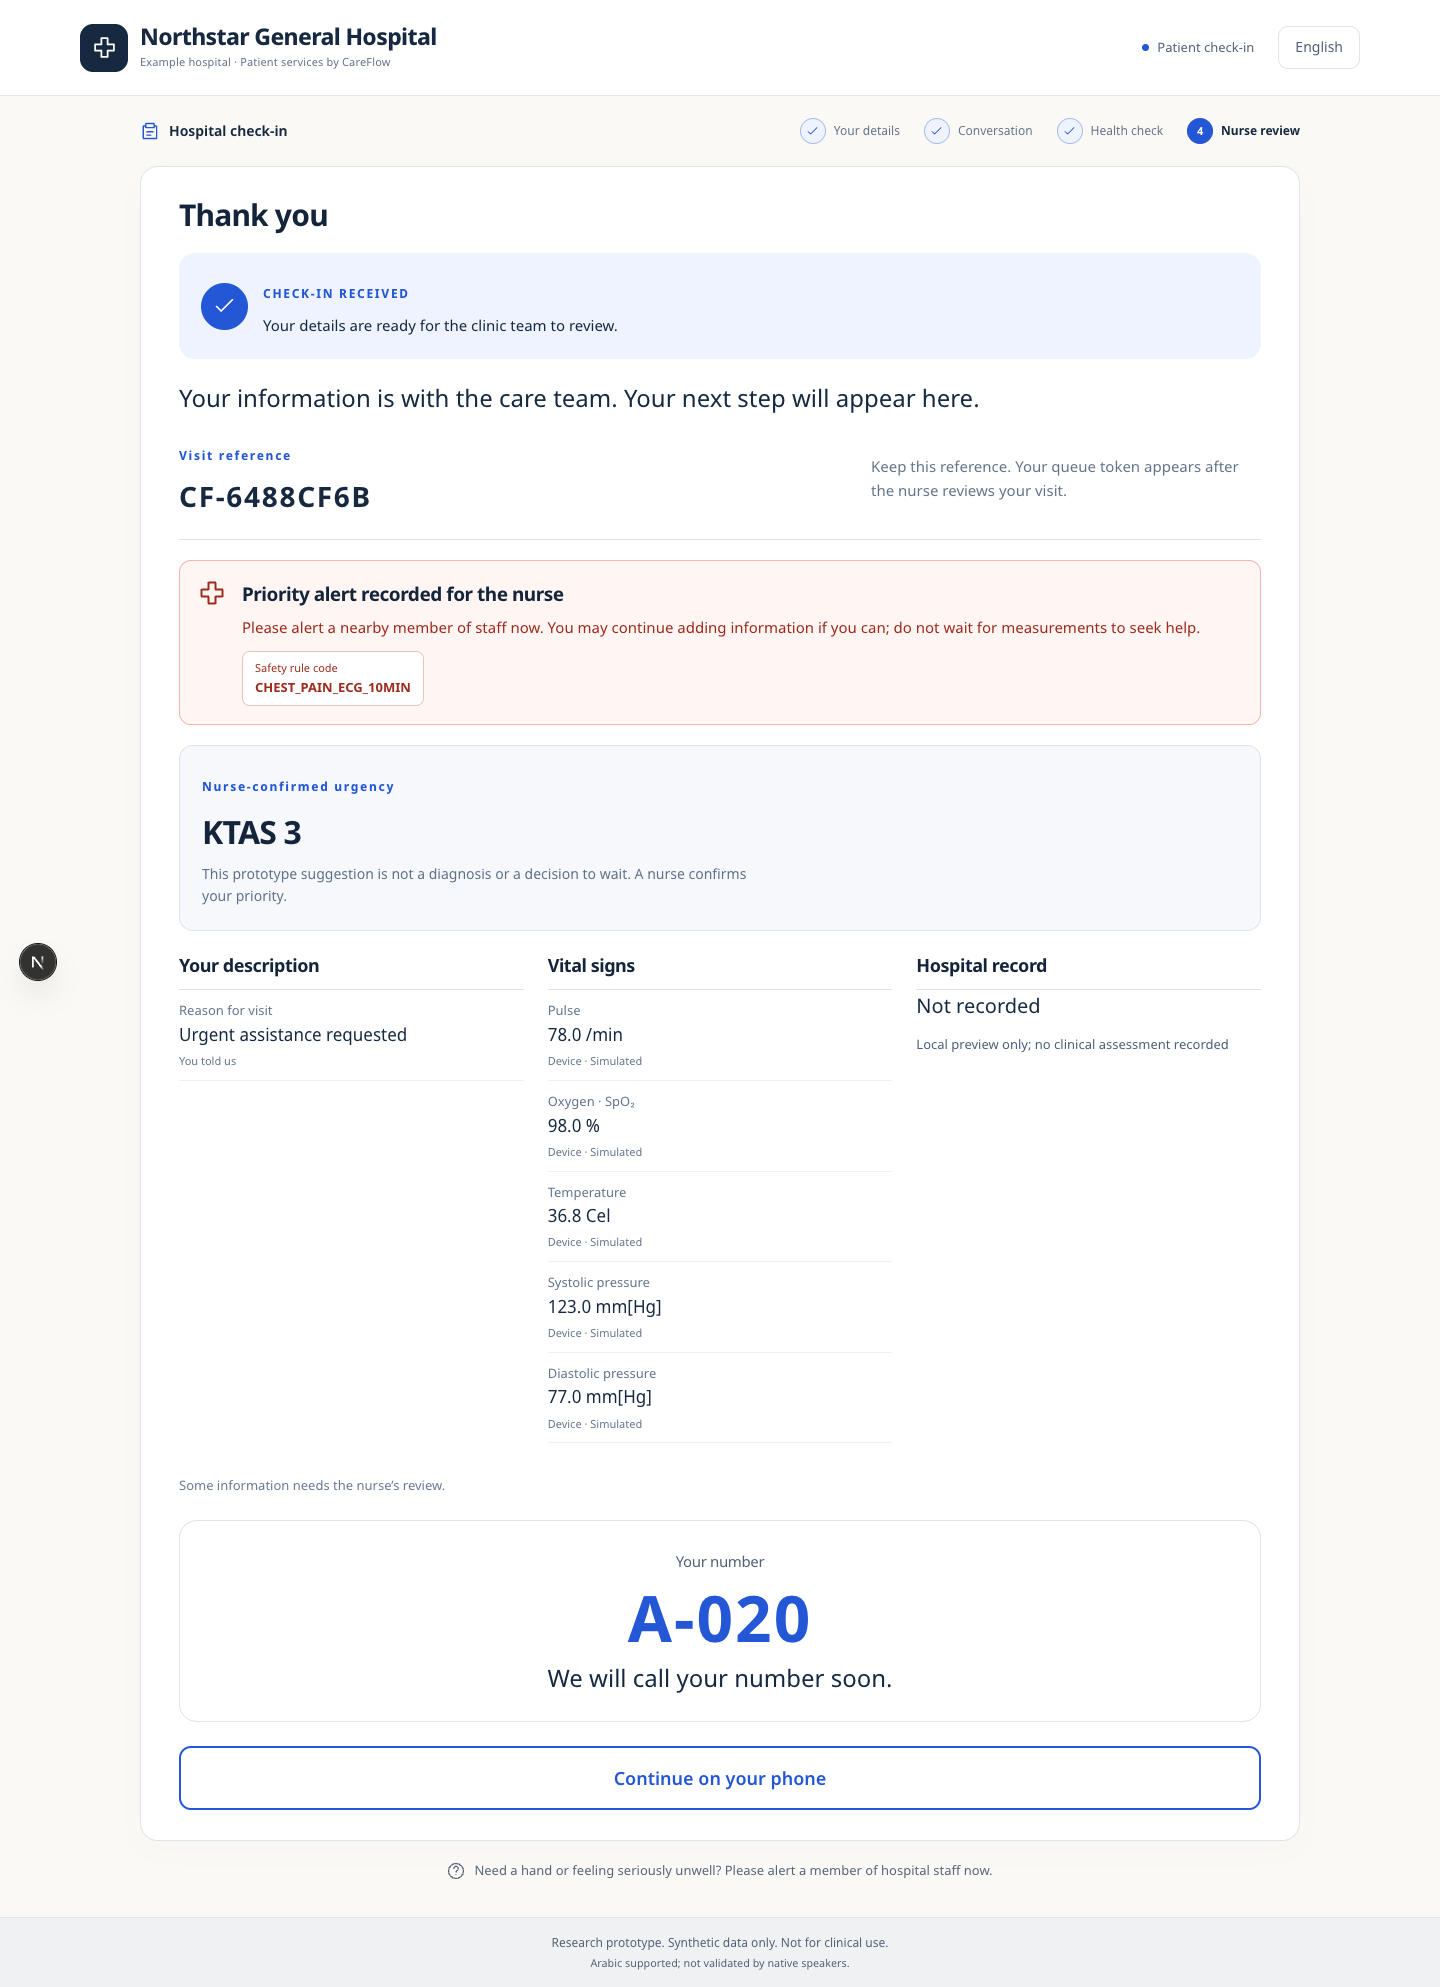 Northstar General Hospital
Example hospital · Patient services by CareFlow
Patient check-in
English
Hospital check-in
Your details
Conversation
Health check
4
Nurse review
Thank you
CHECK-IN RECEIVED
Your details are ready for the clinic team to review.
Your information is with the care team. Your next step will appear here.
Visit reference
CF-6488CF6B
Keep this reference. Your queue token appears after
the nurse reviews your visit.
Priority alert recorded for the nurse
Please alert a nearby member of staff now. You may continue adding information if you can; do not wait for measurements to seek help.
Safety rule code
CHEST_PAIN_ECG_10MIN
Nurse-confirmed urgency
KTAS 3
This prototype suggestion is not a diagnosis or a decision to wait. A nurse confirms
your priority.
Your description
Reason for visit
Urgent assistance requested
You told us
Vital signs
Pulse
78.0 /min
Device · Simulated
Oxygen · SpO₂
98.0 %
Device · Simulated
Temperature
36.8 Cel
Device · Simulated
Systolic pressure
123.0 mm[Hg]
Device · Simulated
Diastolic pressure
77.0 mm[Hg]
Device · Simulated
Hospital record
Not recorded
Local preview only; no clinical assessment recorded
N
Some information needs the nurse’s review.
Your number
A-020
We will call your number soon.
Continue on your phone
Need a hand or feeling seriously unwell? Please alert a member of hospital staff now.
Research prototype. Synthetic data only. Not for clinical use.
Arabic supported; not validated by native speakers.